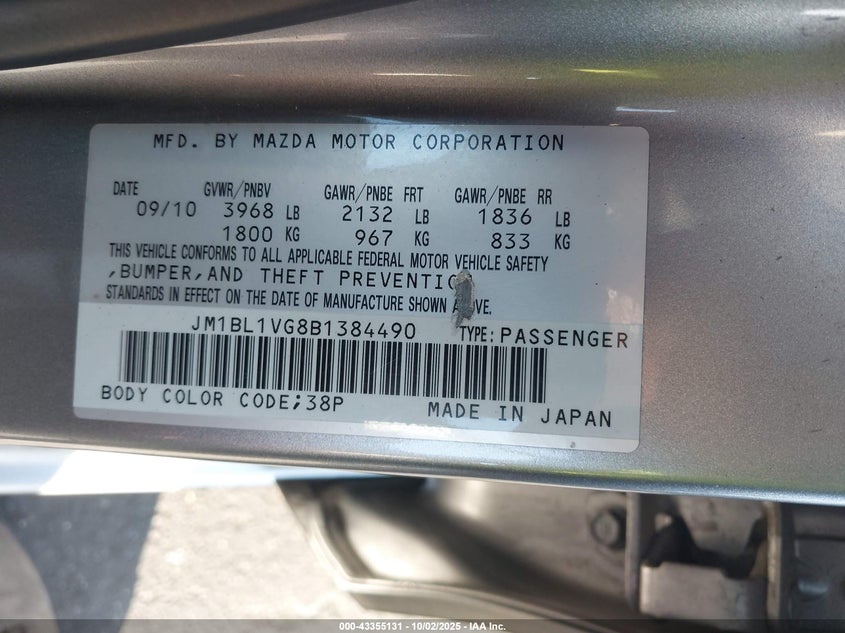 MFD. BY MAZDA MOTOR CORPORATION
DATE GVWR/PNBV GAWR/PNBE FRT GAWR/PNBE RR
09/10 3968 LB 2132 LB 1836 LB
1800 KG 967 KG 833 KG
THIS VEHICLE CONFORMS TO ALL APPLICABLE FEDERAL MOTOR VEHICLE SAFETY
,BUMPER,AND THEFT
STANDARDS IN EFFECT ON THE DATE OF MANUFACTURE SHOWN
JM1BL1VG8B1384490 TYPE:PASSENGER
BODY COLOR CODE;38P MADE IN JAPAN
000-43355131 - 10/02/2025 - IAA Inc.